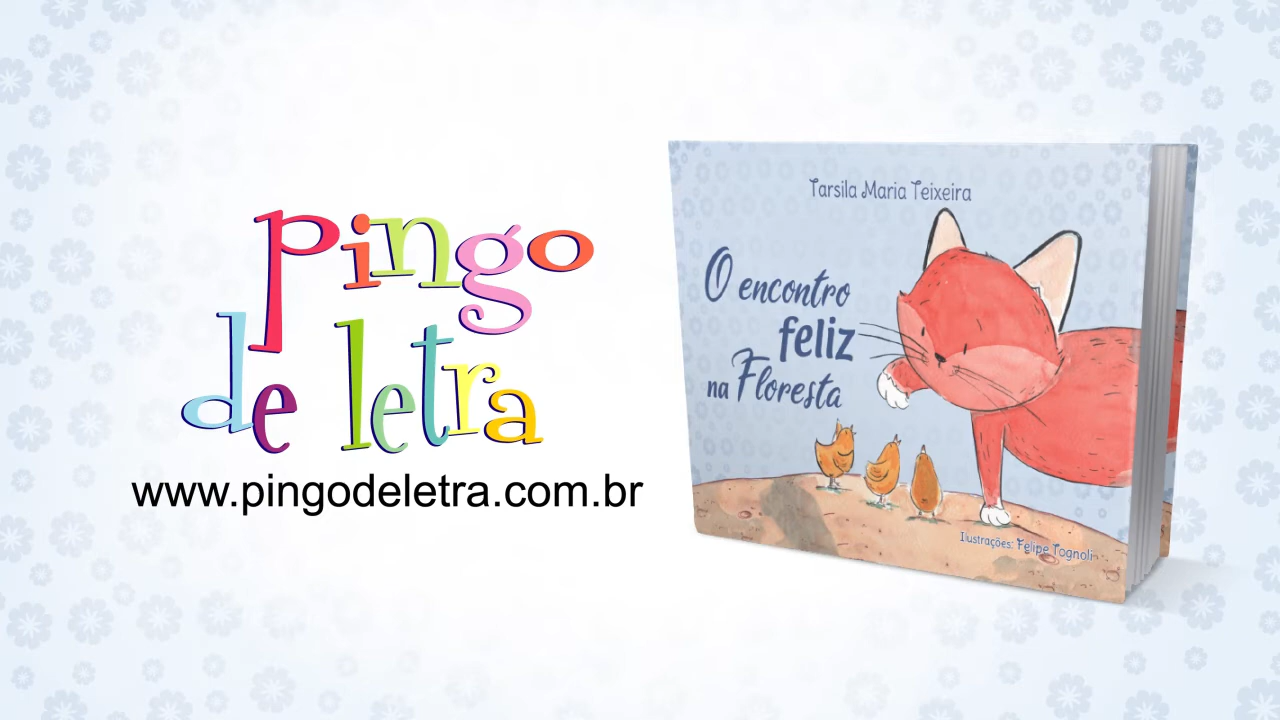 pingo
de letra
www.pingodeletra.com.br
Tarsila Maria Teixeira
O encontro
feliz
na Floresta
Ilustrações: Felipe Tognoli